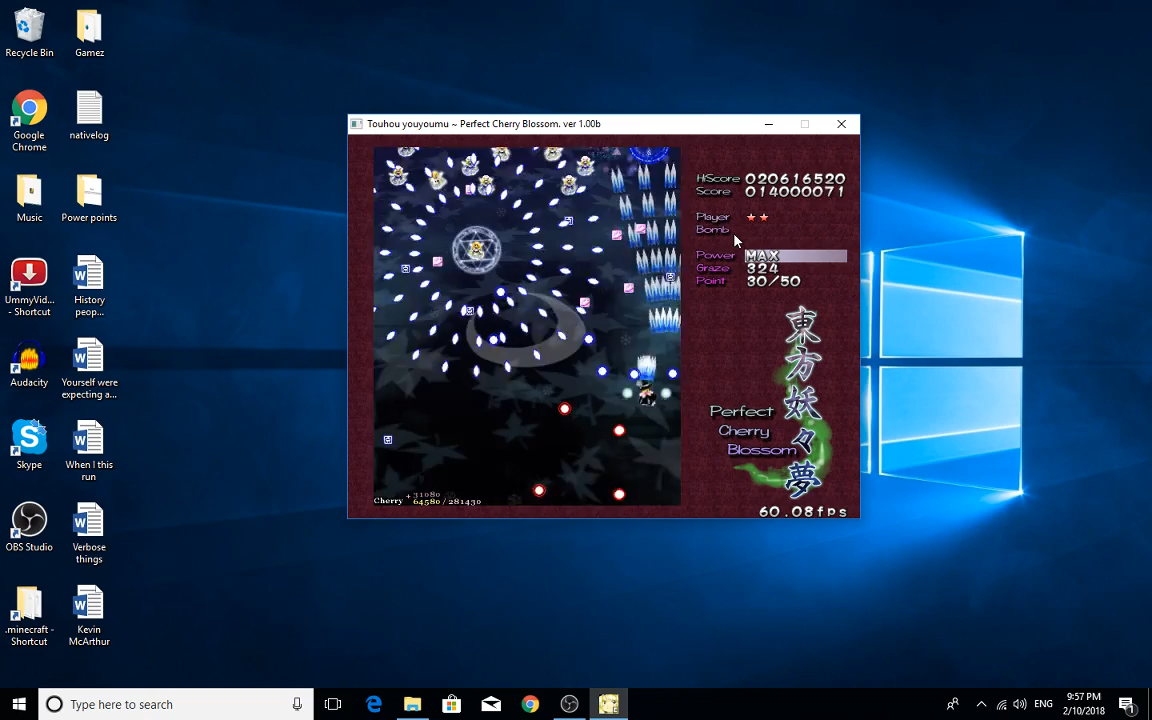 Recycle Bin
Gamez
Google
Chrome
nativelog
Music
Power points
UmmyVid...
- Shortcut
History
peop...
Audacity
Yourself were
expecting a...
Skype
When I this
run
OBS Studio
Verbose
things
.minecraft -
Shortcut
Kevin
McArthur
Touhou youyoumu ~ Perfect Cherry Blossom. ver 1.00b
HiScore 020616520
Score 014000071
Player ★★
Bomb
Power MAX
Graze 324
Point 30/50
東方妖々夢
Perfect
Cherry
Blossom
Cherry + 31080
64580 / 281430
60.08fps
Type here to search
ENG
9:57 PM
2/10/2018
1